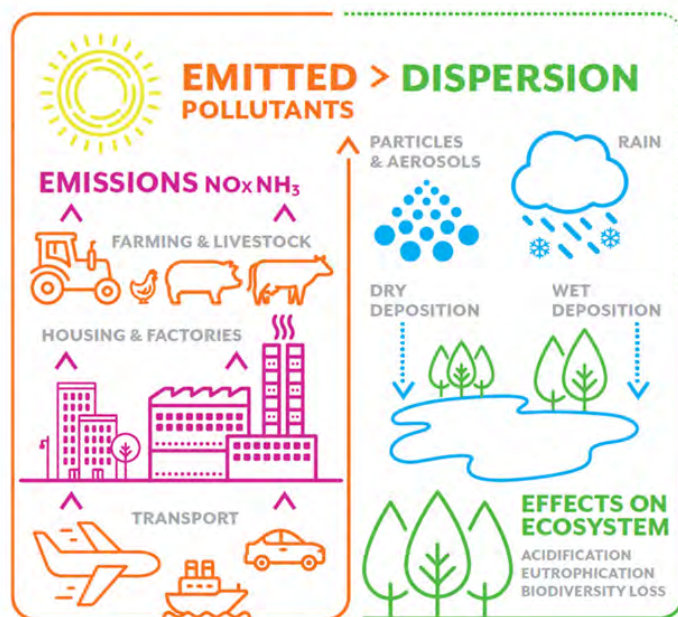 EMITTED > DISPERSION
POLLUTANTS
EMISSIONS NOx NH3
FARMING & LIVESTOCK
HOUSING & FACTORIES
TRANSPORT
PARTICLES
& AEROSOLS
RAIN
DRY
DEPOSITION
WET
DEPOSITION
EFFECTS ON
ECOSYSTEM
ACIDIFICATION
EUTROPHICATION
BIODIVERSITY LOSS